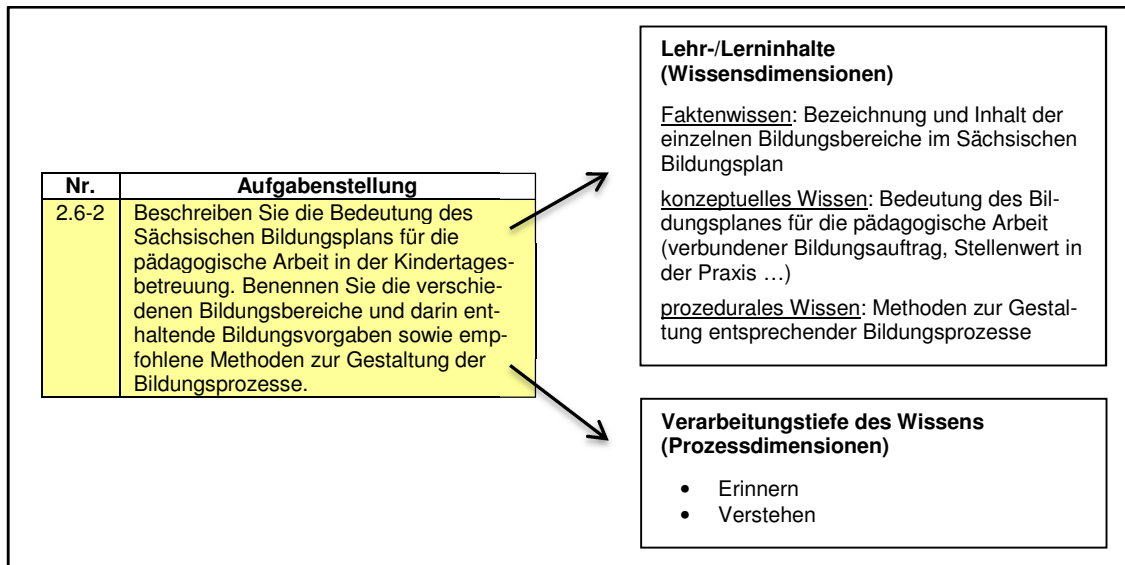 Nr. Aufgabenstellung
2.6-2 Beschreiben Sie die Bedeutung des
Sächsischen Bildungsplans für die
pädagogische Arbeit in der Kindertages-
betreuung. Benennen Sie die verschie-
denen Bildungsbereiche und darin ent-
haltende Bildungsvorgaben sowie emp-
fohlene Methoden zur Gestaltung der
Bildungsprozesse.
Lehr-/Lerninhalte
(Wissensdimensionen)
Faktenwissen: Bezeichnung und Inhalt der
einzelnen Bildungsbereiche im Sächsischen
Bildungsplan
konzeptuelles Wissen: Bedeutung des Bil-
dungsplanes für die pädagogische Arbeit
(verbundener Bildungsauftrag, Stellenwert in
der Praxis …)
prozedurales Wissen: Methoden zur Gestal-
tung entsprechender Bildungsprozesse
Verarbeitungstiefe des Wissens
(Prozessdimensionen)
• Erinnern
• Verstehen